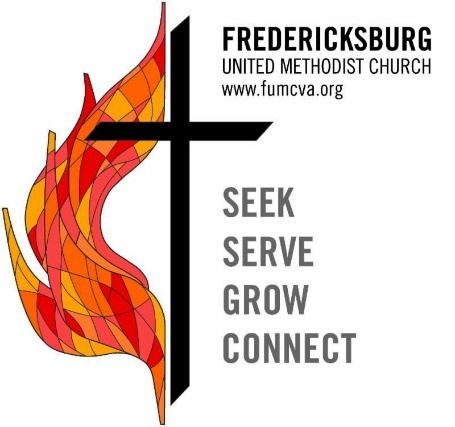 FREDERICKSBURG
UNITED METHODIST CHURCH
www.fumcva.org
SEEK
SERVE
GROW
CONNECT